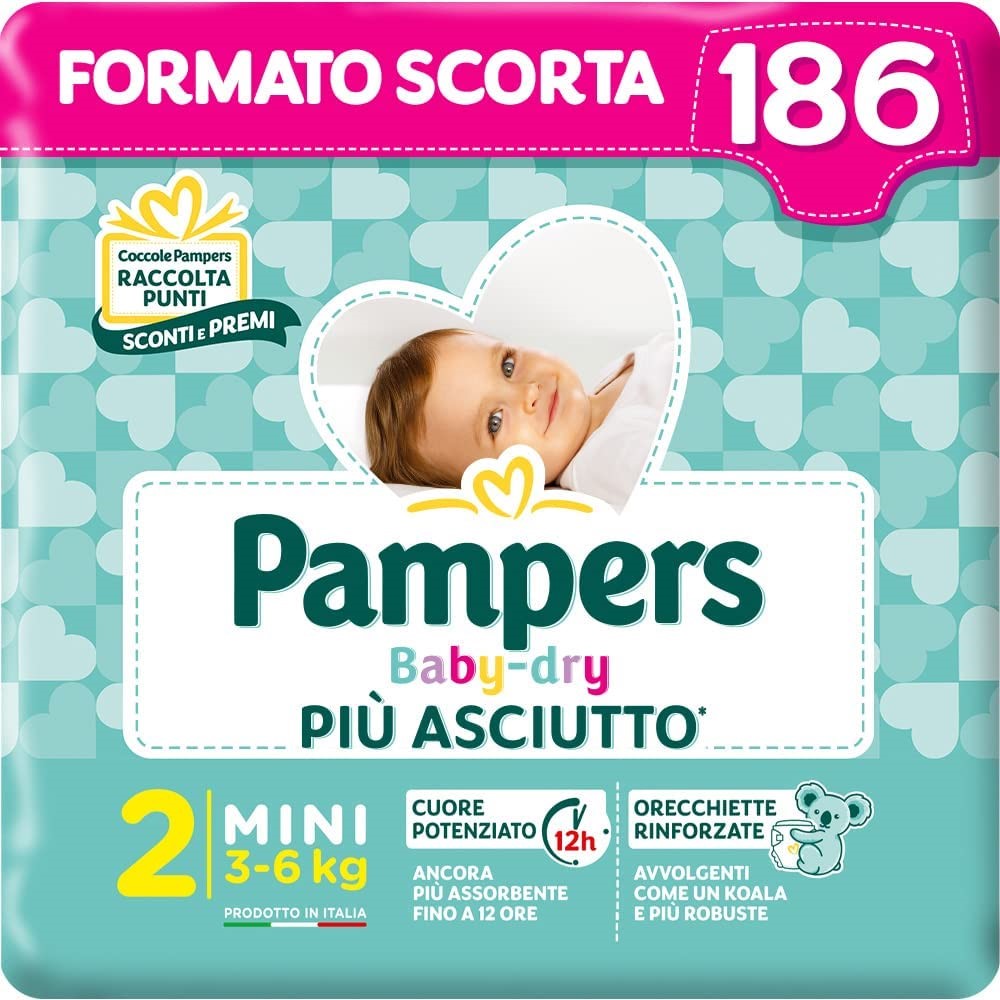 FORMATO SCORTA 186
Coccole Pampers
RACCOLTA
PUNTI
SCONTI E PREMI
Pampers
Baby-dry
PIÙ ASCIUTTO*
2 MINI
3-6 kg
PRODOTTO IN ITALIA
CUORE
POTENZIATO
12h
ANCORA
PIÙ ASSORBENTE
FINO A 12 ORE
ORECCHIETTE
RINFORZATE
AVVOLGENTI
COME UN KOALA
E PIÙ ROBUSTE